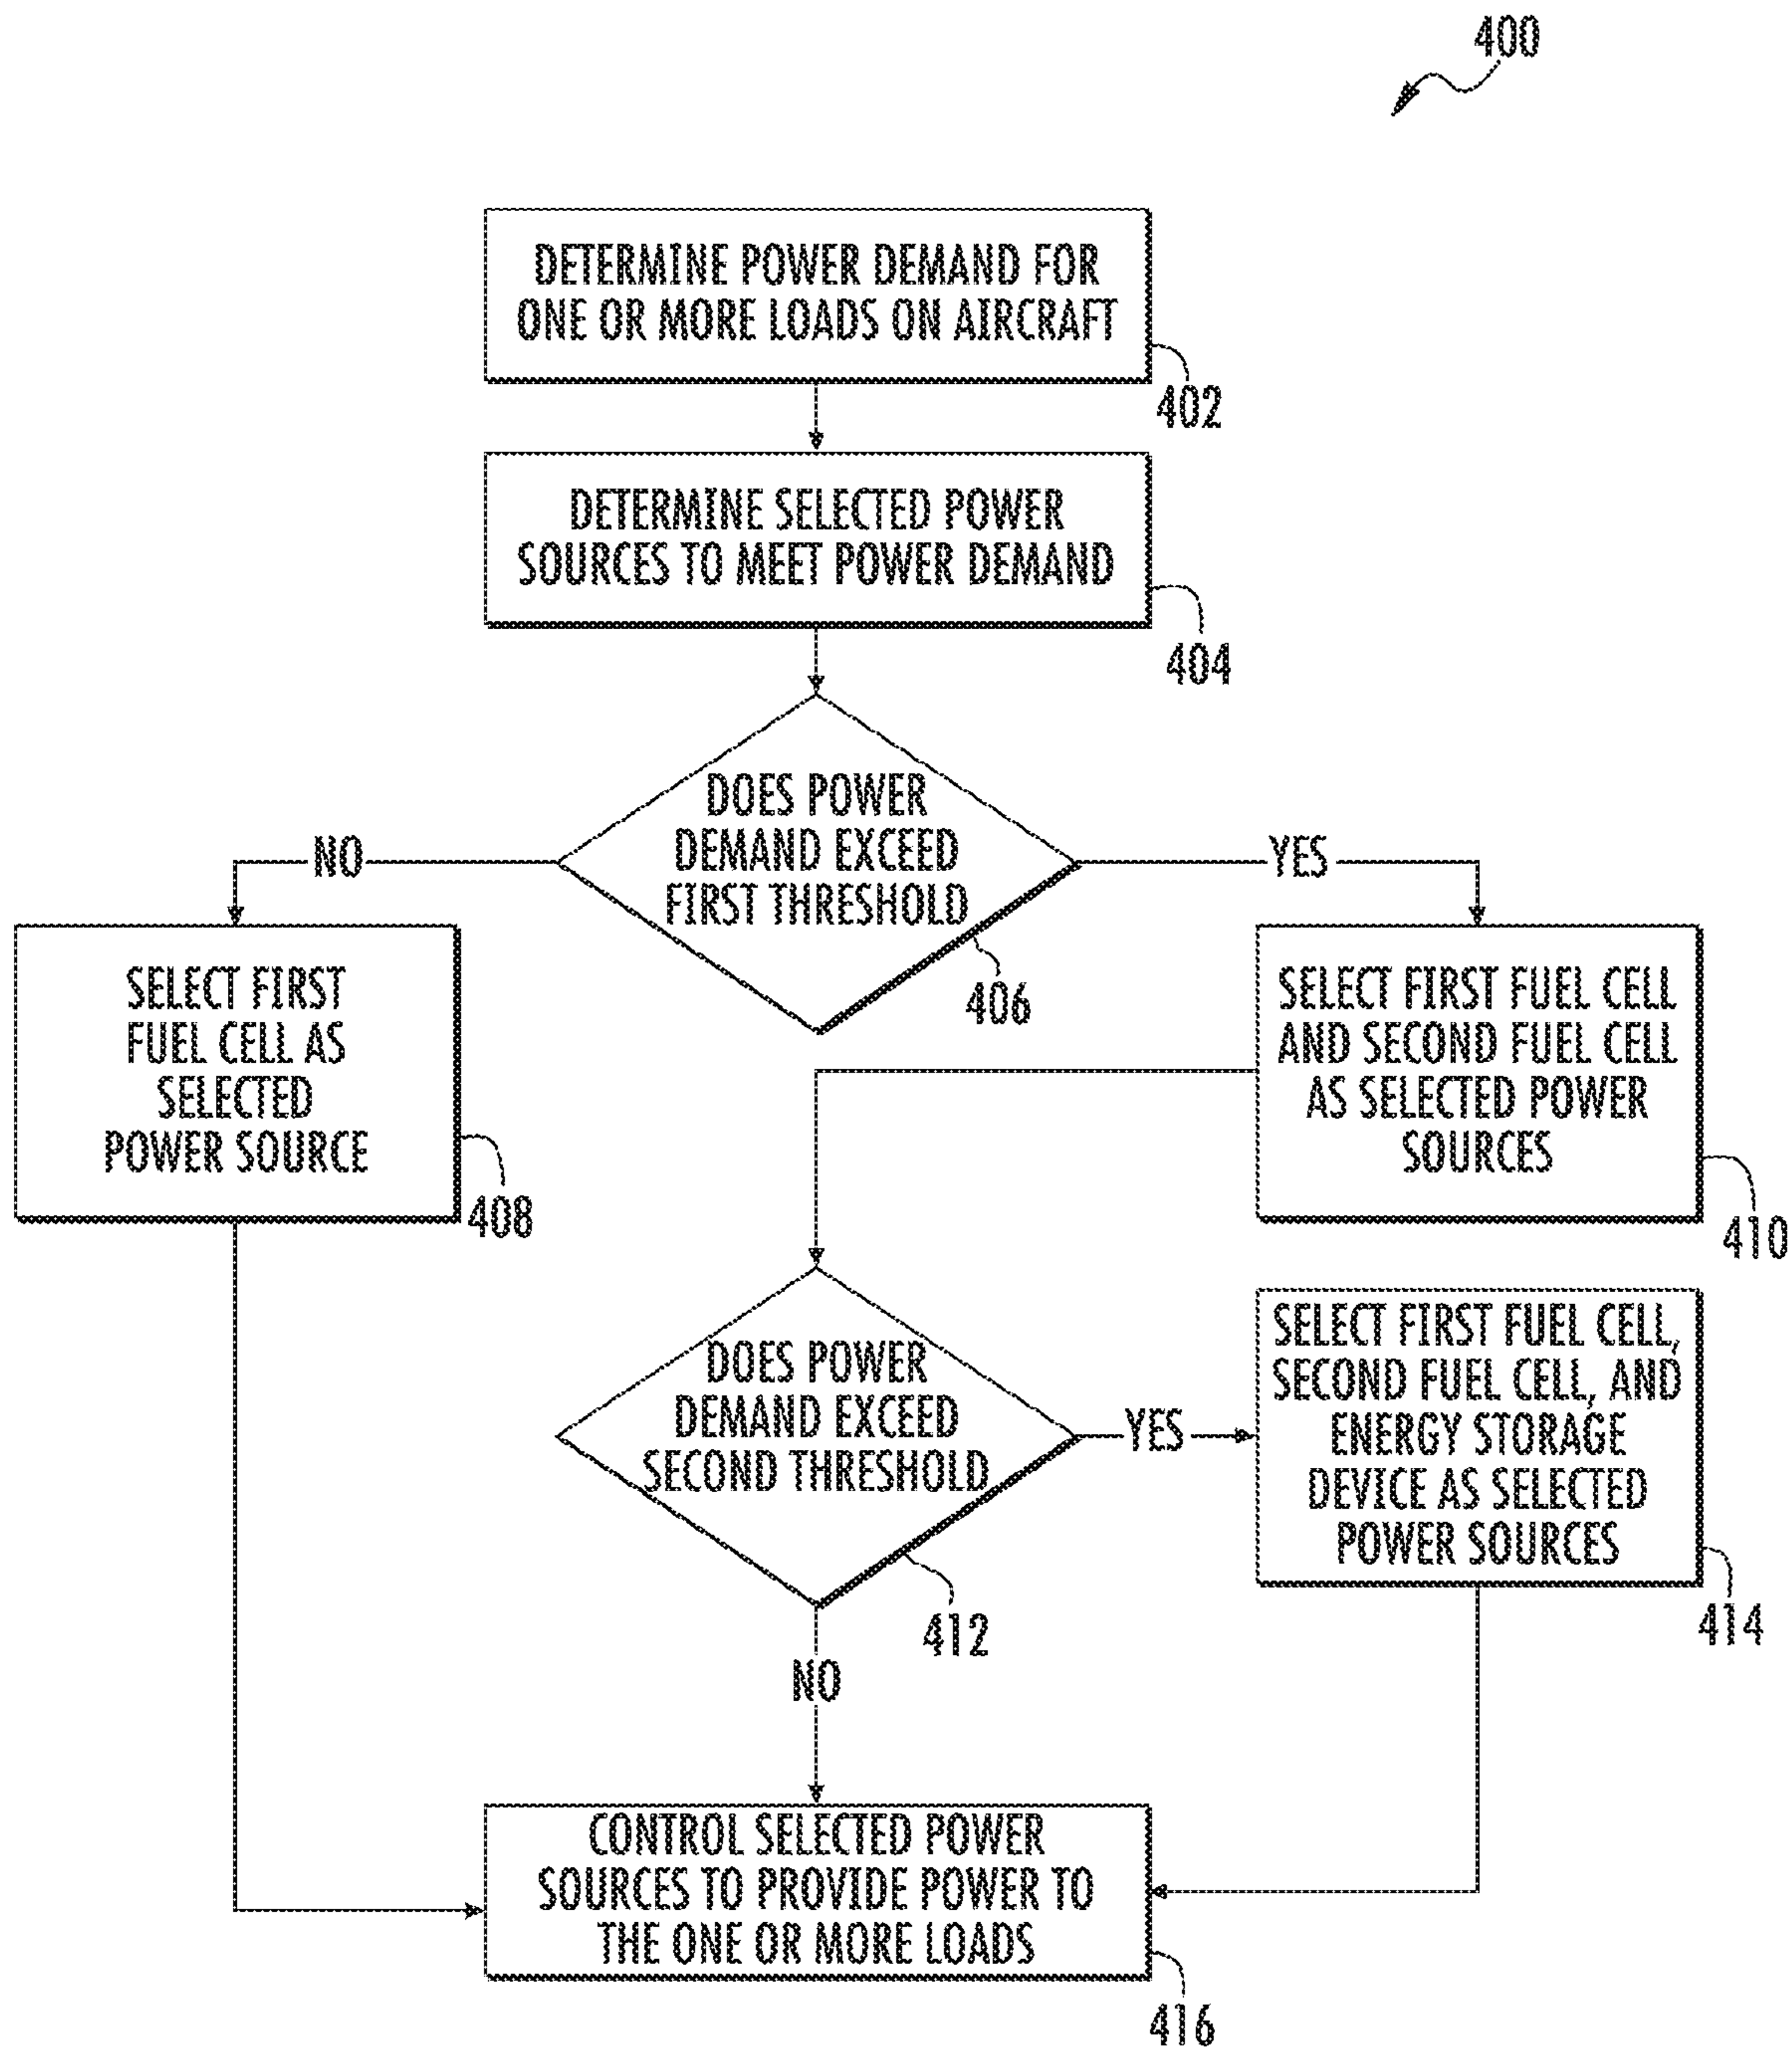 400
DETERMINE POWER DEMAND FOR
ONE OR MORE LOADS ON AIRCRAFT
402
DETERMINE SELECTED POWER
SOURCES TO MEET POWER DEMAND
404
DOES POWER
DEMAND EXCEED
FIRST THRESHOLD
406
NO
YES
SELECT FIRST
FUEL CELL AS
SELECTED
POWER SOURCE
408
SELECT FIRST FUEL CELL
AND SECOND FUEL CELL
AS SELECTED POWER
SOURCES
410
DOES POWER
DEMAND EXCEED
SECOND THRESHOLD
412
YES
SELECT FIRST FUEL CELL,
SECOND FUEL CELL, AND
ENERGY STORAGE
DEVICE AS SELECTED
POWER SOURCES
414
NO
CONTROL SELECTED POWER
SOURCES TO PROVIDE POWER TO
THE ONE OR MORE LOADS
416